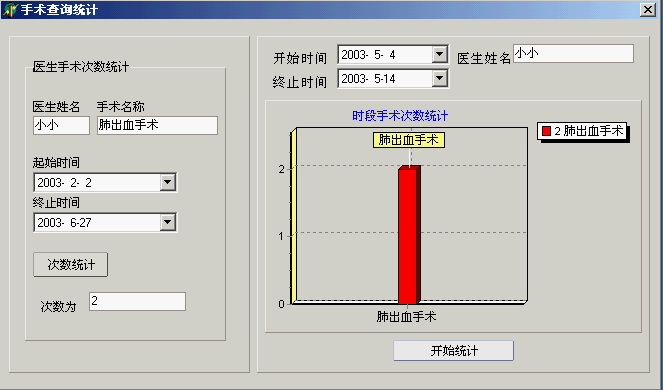 手术查询统计
医生手术次数统计
医生姓名 手术名称
小小 肺出血手术
起始时间
2003- 2- 2
终止时间
2003- 6-27
次数统计
次数为 2
开始时间 2003- 5- 4 医生姓名 小小
终止时间 2003- 5-14
时段手术次数统计
肺出血手术
2 肺出血手术
2
1
0
肺出血手术
开始统计